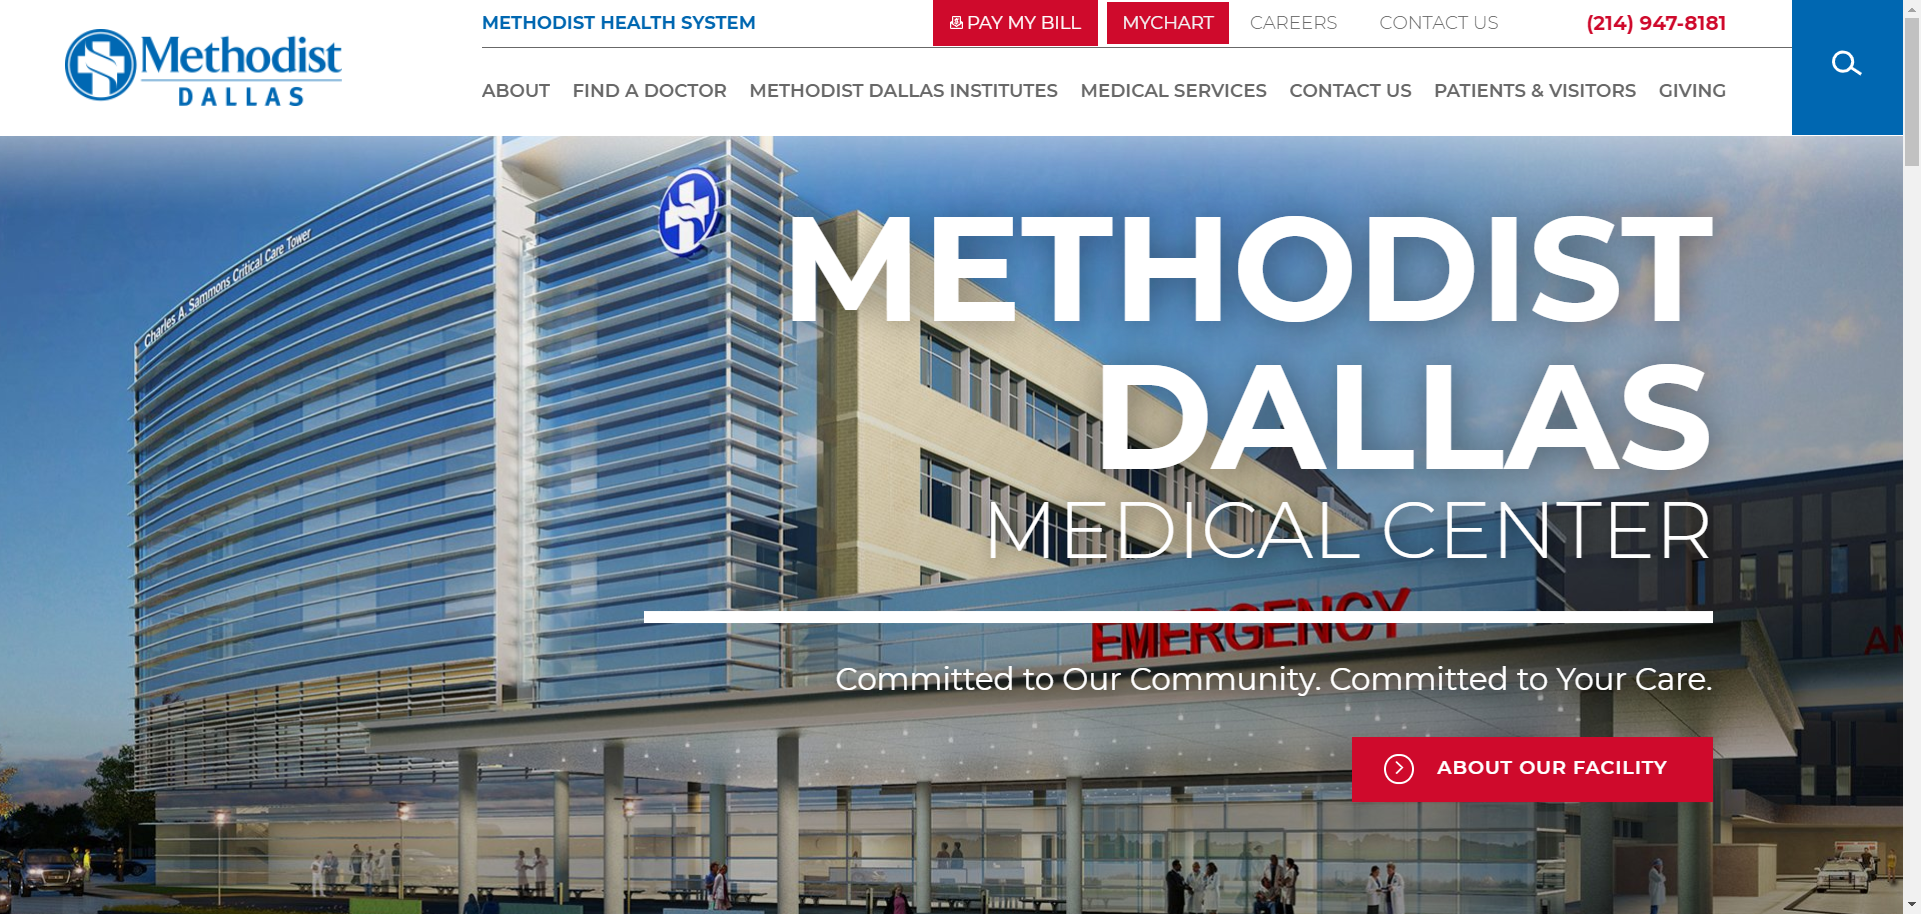 Methodist
DALLAS
METHODIST HEALTH SYSTEM
PAY MY BILL
MYCHART
CAREERS
CONTACT US
(214) 947-8181
ABOUT
FIND A DOCTOR
METHODIST DALLAS INSTITUTES
MEDICAL SERVICES
CONTACT US
PATIENTS & VISITORS
GIVING
Charles A. Sammons Critical Care Tower
METHODIST
DALLAS
MEDICAL CENTER
EMERGENCY
Committed to Our Community. Committed to Your Care.
ABOUT OUR FACILITY